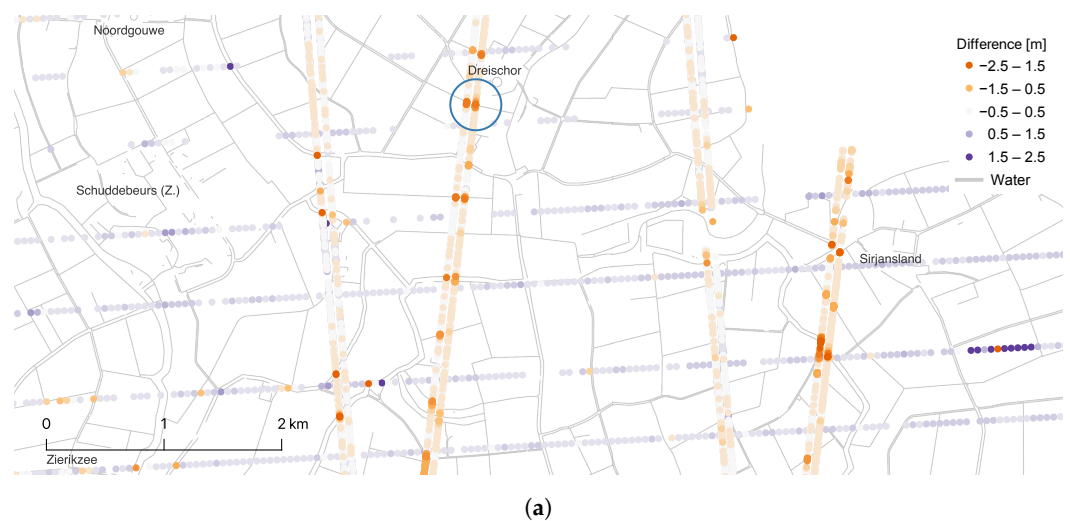 Noordgouwe
Dreischor
Difference [m]
−2.5 – 1.5
−1.5 – 0.5
−0.5 – 0.5
0.5 – 1.5
1.5 – 2.5
Water
Schuddebeurs (Z.)
Sirjansland
0 1 2 km
Zierikzee
(a)